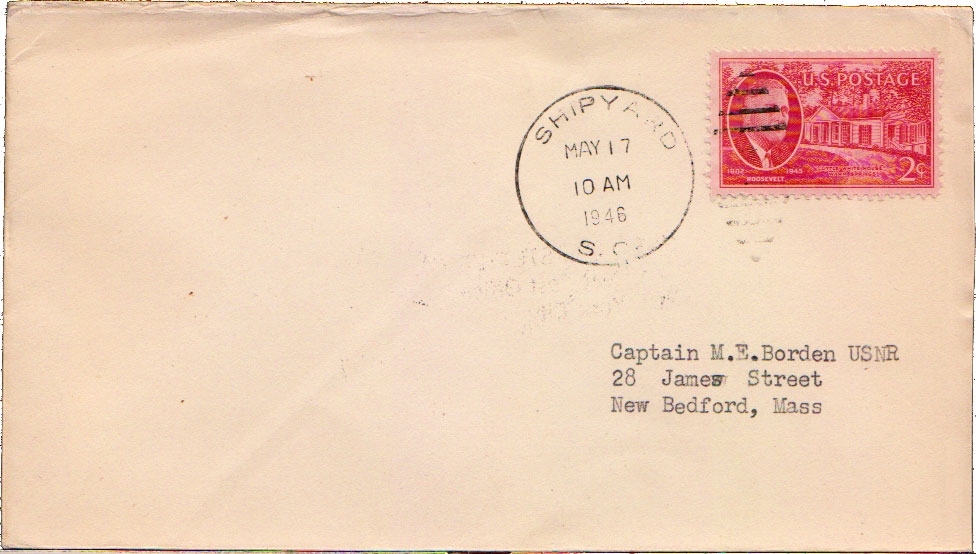 SHIPYARD
MAY 17
10 AM
1946
S. C.
U.S. POSTAGE
1882 1945
ROOSEVELT
2¢
Captain M.E.Borden USNR
28 James Street
New Bedford, Mass